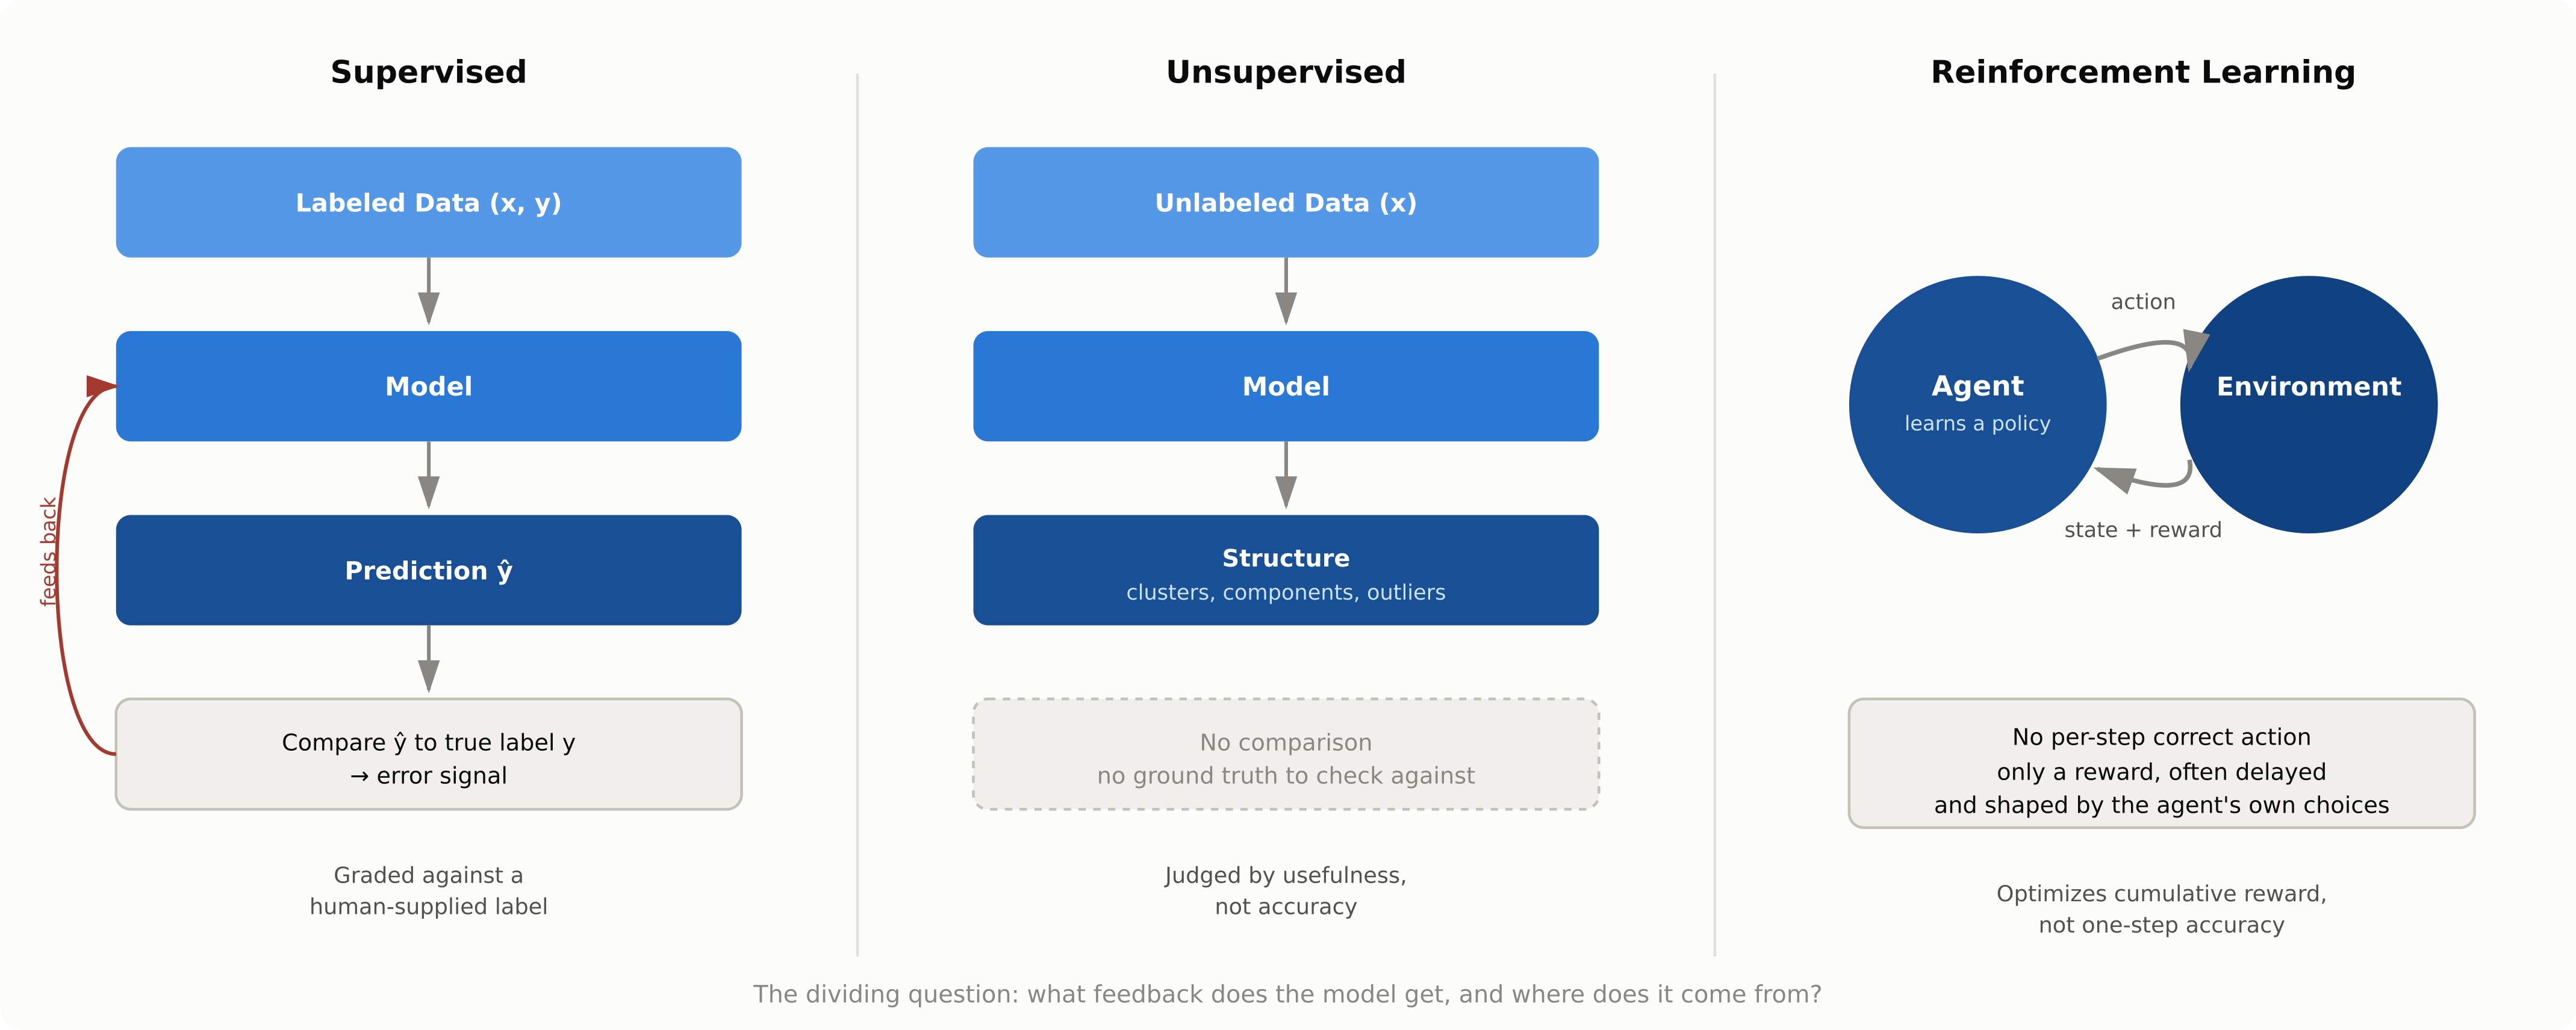 Supervised
Labeled Data (x, y)
Model
Prediction ŷ
feeds back
Compare ŷ to true label y
→ error signal
Graded against a
human-supplied label
Unsupervised
Unlabeled Data (x)
Model
Structure
clusters, components, outliers
No comparison
no ground truth to check against
Judged by usefulness,
not accuracy
Reinforcement Learning
action
Agent
learns a policy
Environment
state + reward
No per-step correct action
only a reward, often delayed
and shaped by the agent's own choices
Optimizes cumulative reward,
not one-step accuracy
The dividing question: what feedback does the model get, and where does it come from?